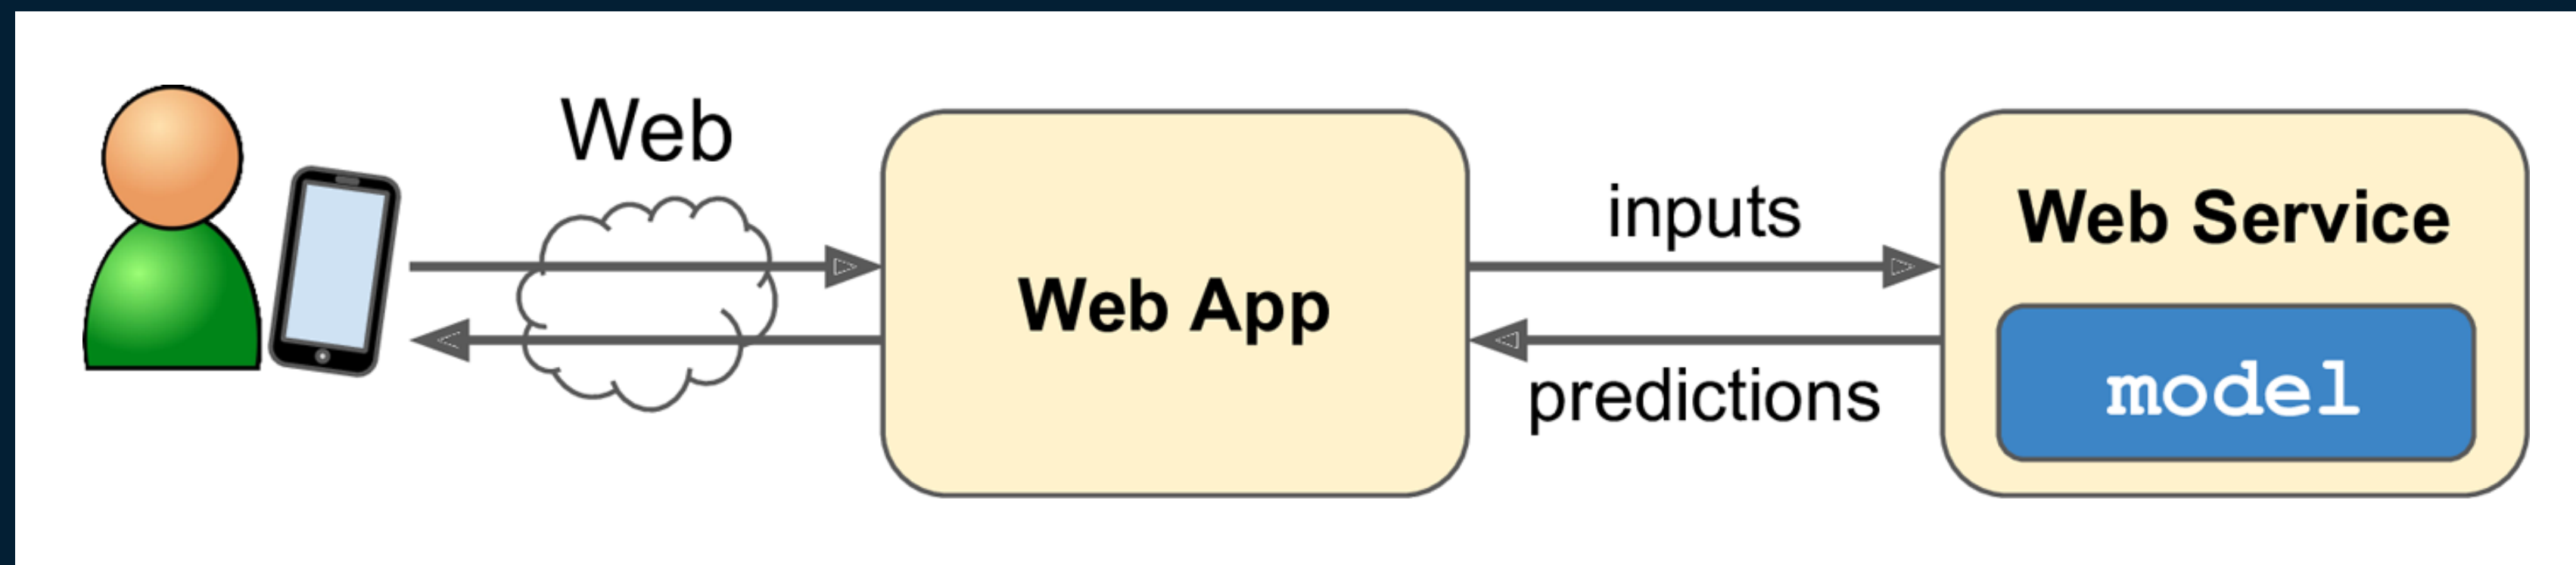 Web
Web App
inputs
predictions
Web Service
model